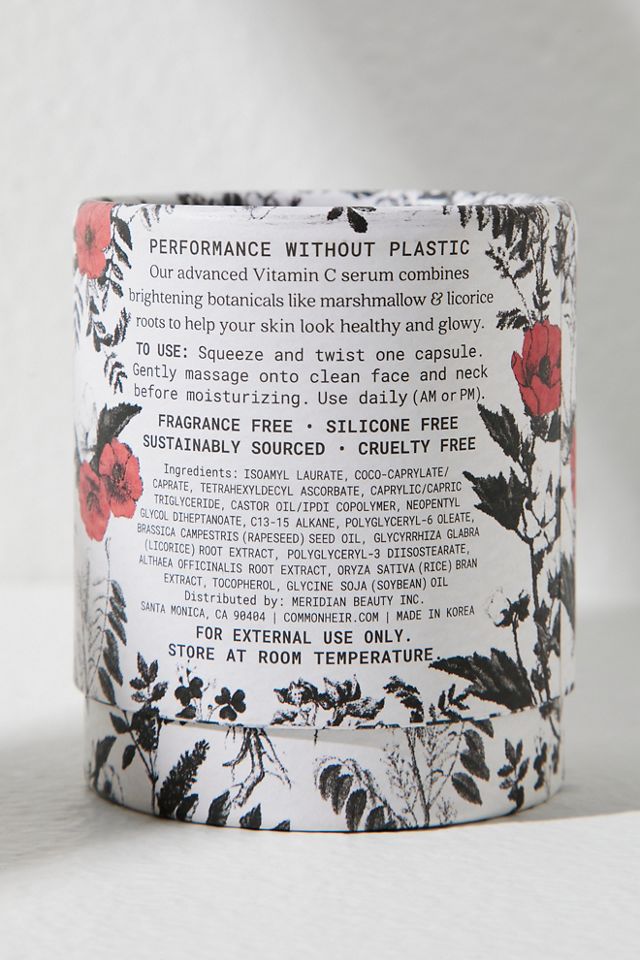 PERFORMANCE WITHOUT PLASTIC
Our advanced Vitamin C serum combines
brightening botanicals like marshmallow & licorice
roots to help your skin look healthy and glowy.
TO USE: Squeeze and twist one capsule.
Gently massage onto clean face and neck
before moisturizing. Use daily (AM or PM).
FRAGRANCE FREE • SILICONE FREE
SUSTAINABLY SOURCED • CRUELTY FREE
Ingredients: ISOAMYL LAURATE, COCO-CAPRYLATE/
CAPRATE, TETRAHEXYLDECYL ASCORBATE, CAPRYLIC/CAPRIC
TRIGLYCERIDE, CASTOR OIL/IPDI COPOLYMER, NEOPENTYL
GLYCOL DIHEPTANOATE, C13-15 ALKANE, POLYGLYCERYL-6 OLEATE,
BRASSICA CAMPESTRIS (RAPESEED) SEED OIL, GLYCYRRHIZA GLABRA
(LICORICE) ROOT EXTRACT, POLYGLYCERYL-3 DIISOSTEARATE,
ALTHAEA OFFICINALIS ROOT EXTRACT, ORYZA SATIVA (RICE) BRAN
EXTRACT, TOCOPHEROL, GLYCINE SOJA (SOYBEAN) OIL
Distributed by: MERIDIAN BEAUTY INC.
SANTA MONICA, CA 90404 | COMMONHEIR.COM | MADE IN KOREA
FOR EXTERNAL USE ONLY.
STORE AT ROOM TEMPERATURE